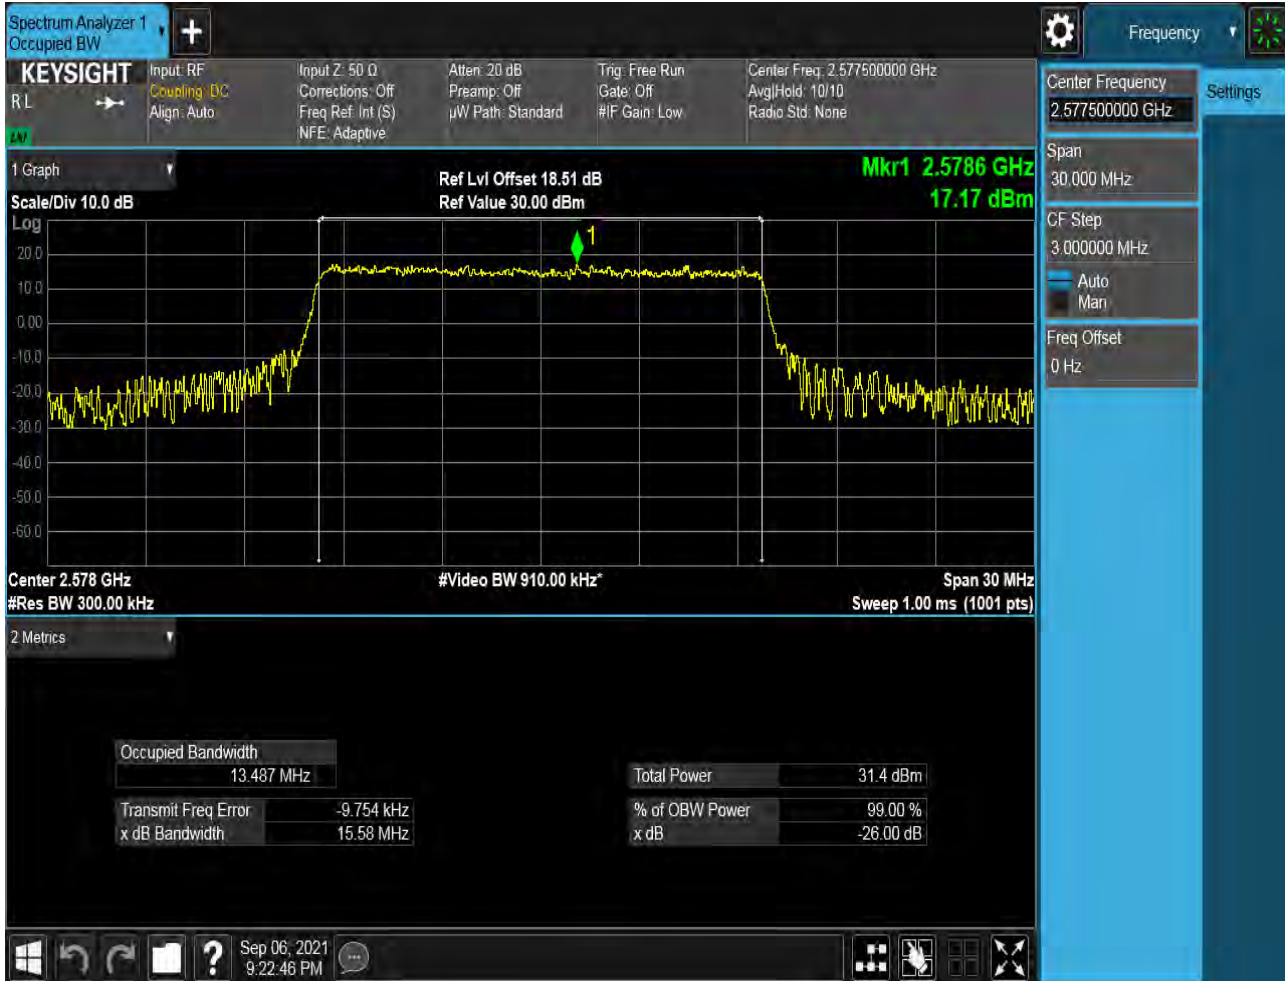 Spectrum Analyzer 1
Occupied BW
Frequency
KEYSIGHT
R L
LXI
Input: RF
Coupling: DC
Align: Auto
Input Z: 50 Ω
Corrections: Off
Freq Ref: Int (S)
NFE: Adaptive
Atten: 20 dB
Preamp: Off
µW Path: Standard
Trig: Free Run
Gate: Off
#IF Gain: Low
Center Freq: 2.577500000 GHz
Avg|Hold: 10/10
Radio Std: None
Center Frequency
2.577500000 GHz
Settings
Span
30.000 MHz
CF Step
3.000000 MHz
Auto
Man
Freq Offset
0 Hz
1 Graph
Scale/Div 10.0 dB
Ref Lvl Offset 18.51 dB
Ref Value 30.00 dBm
Mkr1 2.5786 GHz
17.17 dBm
Log
1
20.0
10.0
0.00
-10.0
-20.0
-30.0
-40.0
-50.0
-60.0
Center 2.578 GHz
#Video BW 910.00 kHz*
Span 30 MHz
#Res BW 300.00 kHz
Sweep 1.00 ms (1001 pts)
2 Metrics
Occupied Bandwidth
13.487 MHz
Transmit Freq Error -9.754 kHz
x dB Bandwidth 15.58 MHz
Total Power 31.4 dBm
% of OBW Power 99.00 %
x dB -26.00 dB
?
Sep 06, 2021
9:22:46 PM